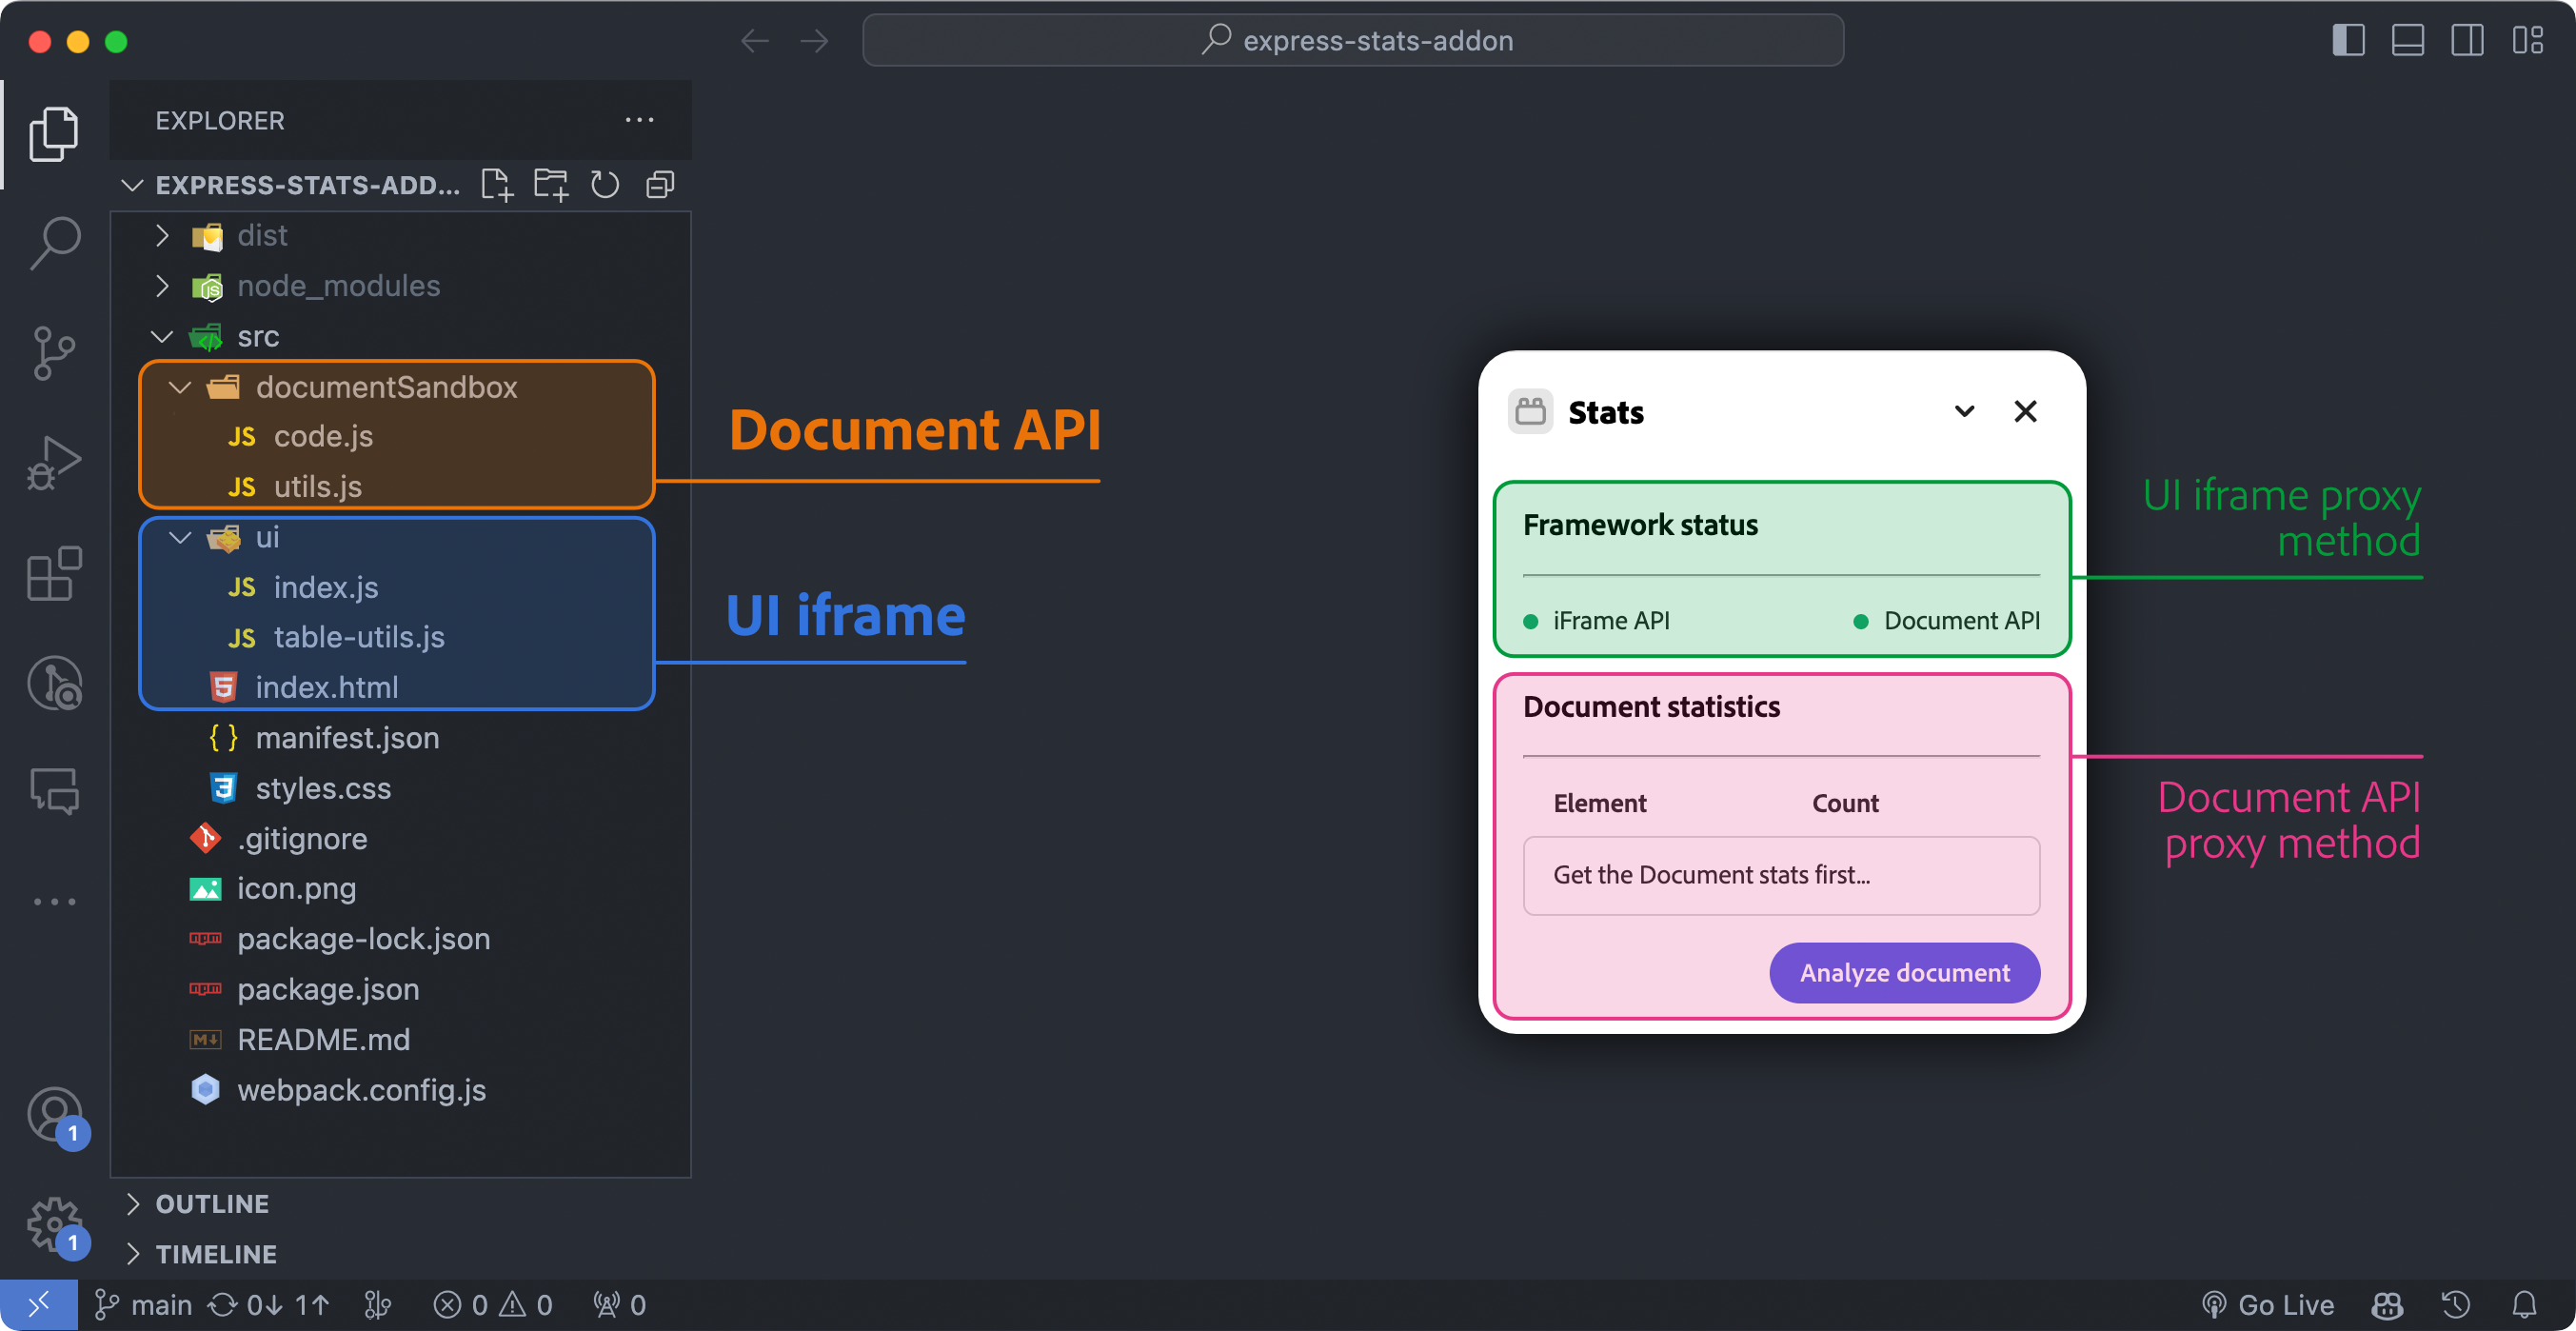 express-stats-addon
EXPLORER
EXPRESS-STATS-ADD...
dist
node_modules
src
documentSandbox
JS code.js
JS utils.js
ui
JS index.js
JS table-utils.js
index.html
{ } manifest.json
styles.css
.gitignore
icon.png
package-lock.json
package.json
README.md
webpack.config.js
OUTLINE
TIMELINE
1
1
Document API
UI iframe
Stats
Framework status
iFrame API
Document API
Document statistics
Element Count
Get the Document stats first...
Analyze document
UI iframe proxy
method
Document API
proxy method
main 0↓ 1↑ 0 0 0
Go Live